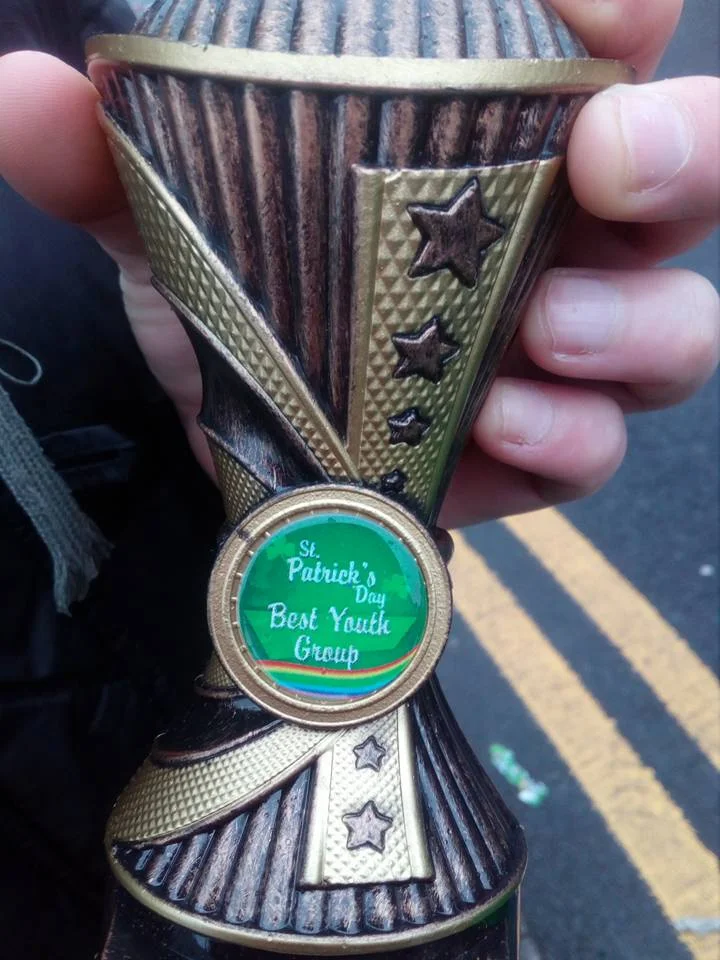 St.
Patrick's
Day
Best Youth
Group